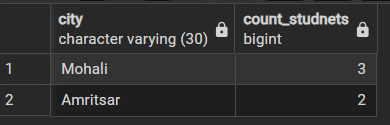 city count_studnets
character varying (30) bigint
1 Mohali 3
2 Amritsar 2